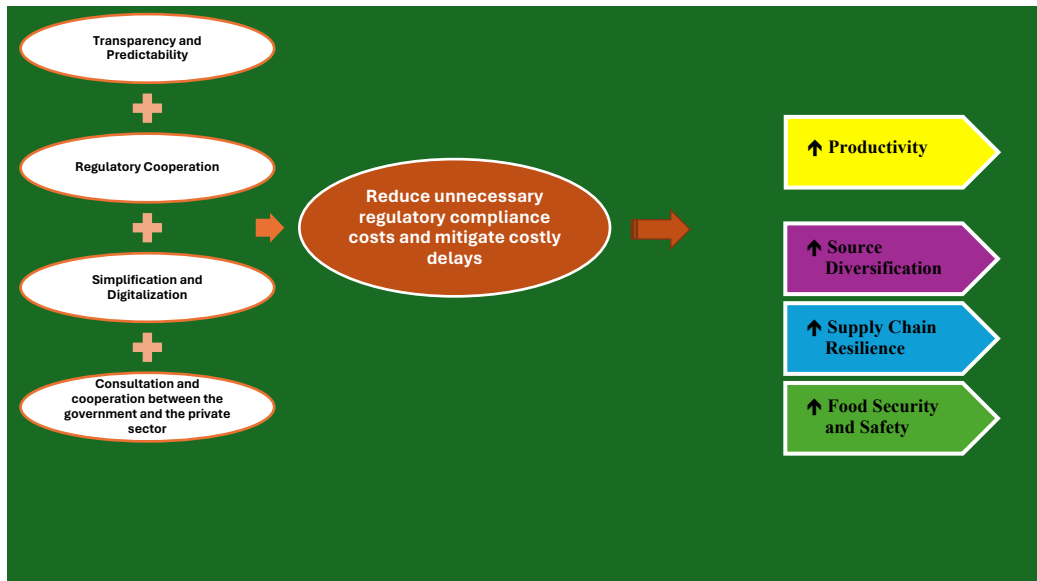 Transparency and
Predictability
Regulatory Cooperation
Simplification and
Digitalization
Consultation and
cooperation between the
government and the private
sector
Reduce unnecessary
regulatory compliance
costs and mitigate costly
delays
↑ Productivity
↑ Source
Diversification
↑ Supply Chain
Resilience
↑ Food Security
and Safety